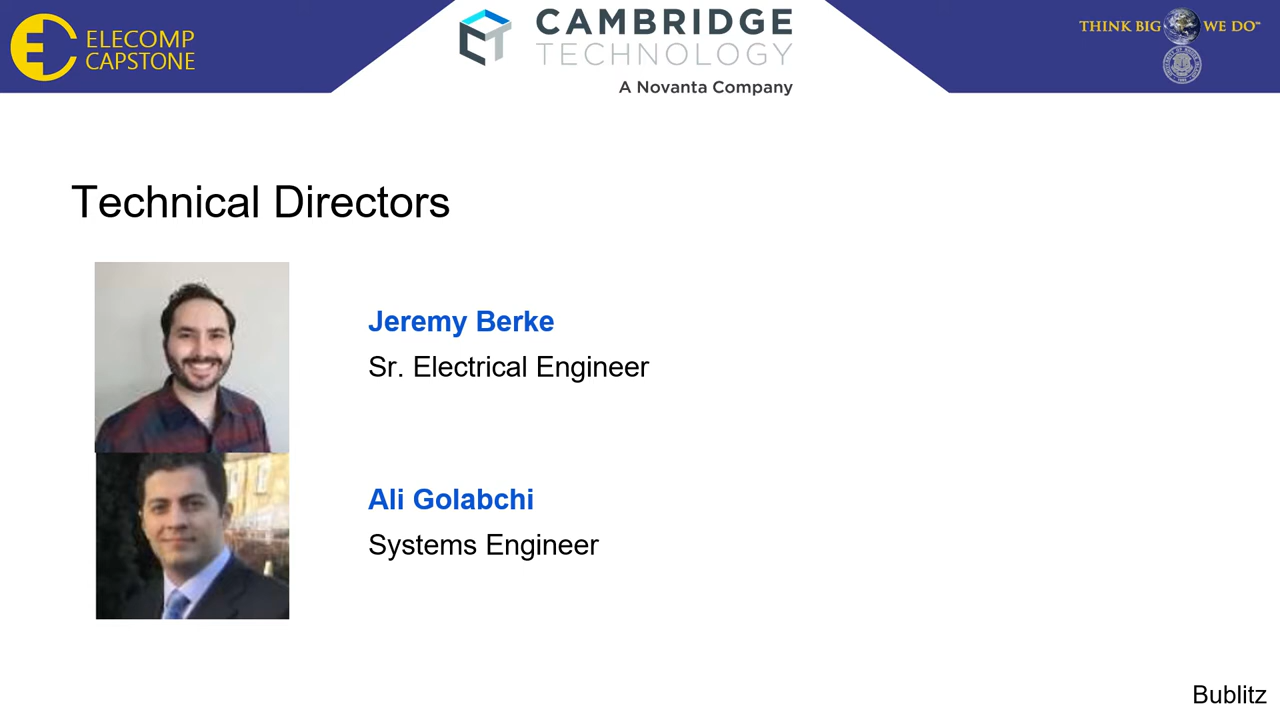 ELECOMP
CAPSTONE
CAMBRIDGE
TECHNOLOGY
A Novanta Company
THINK BIG WE DO™
Technical Directors
Jeremy Berke
Sr. Electrical Engineer
Ali Golabchi
Systems Engineer
Bublitz